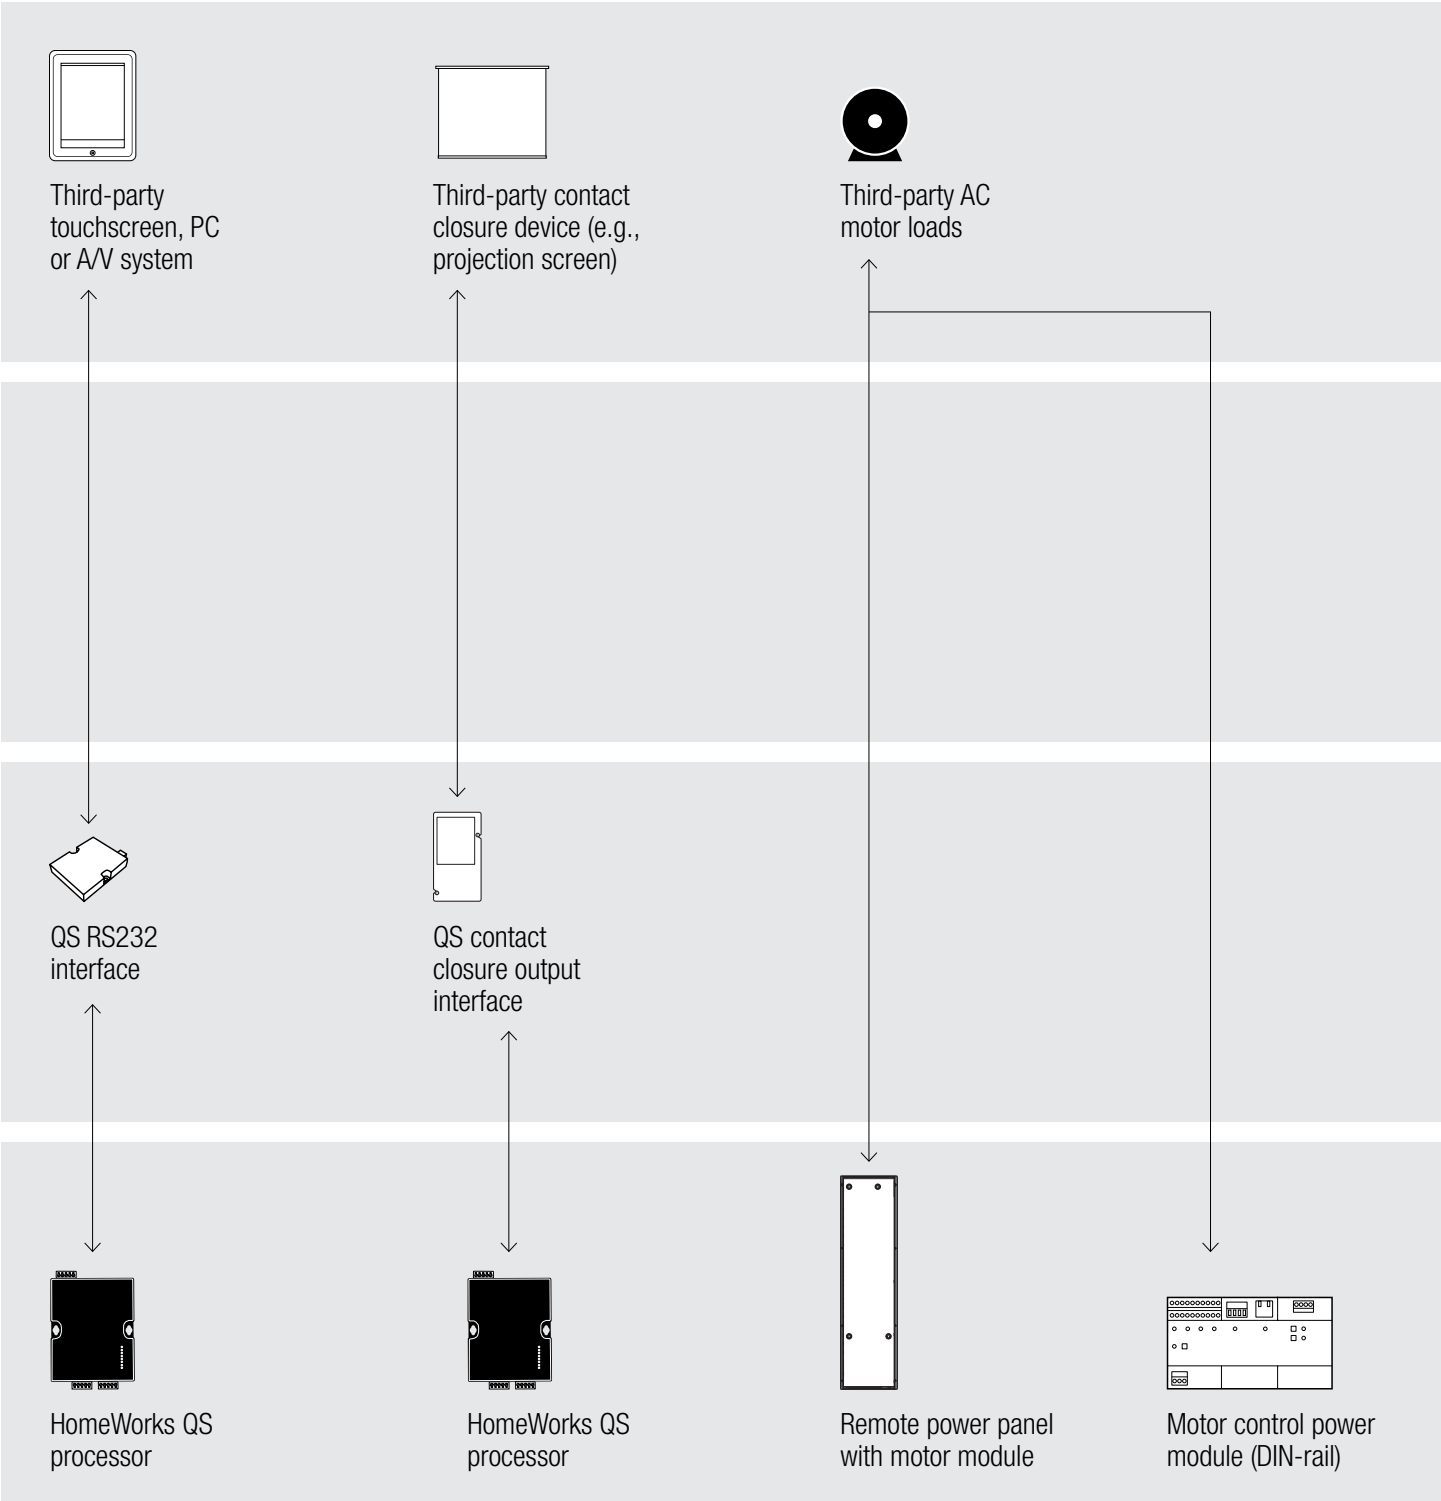 Third-party
touchscreen, PC
or A/V system
Third-party contact
closure device (e.g.,
projection screen)
Third-party AC
motor loads
QS RS232
interface
QS contact
closure output
interface
HomeWorks QS
processor
HomeWorks QS
processor
Remote power panel
with motor module
Motor control power
module (DIN-rail)